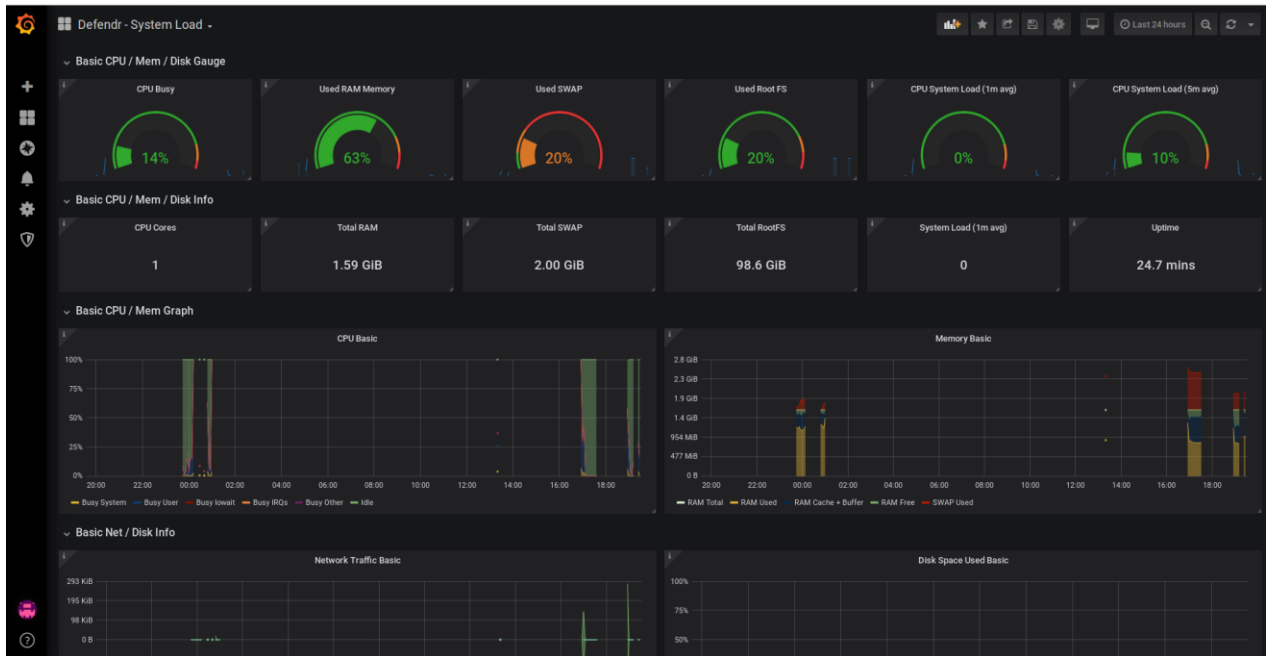 Defendr - System Load
Last 24 hours
Basic CPU / Mem / Disk Gauge
CPU Busy
Used RAM Memory
Used SWAP
Used Root FS
CPU System Load (1m avg)
CPU System Load (5m avg)
14%
63%
20%
20%
0%
10%
Basic CPU / Mem / Disk Info
CPU Cores
Total RAM
Total SWAP
Total RootFS
System Load (1m avg)
Uptime
1
1.59 GiB
2.00 GiB
98.6 GiB
0
24.7 mins
Basic CPU / Mem Graph
CPU Basic
100%
75%
50%
25%
0%
20:00 22:00 00:00 02:00 04:00 06:00 08:00 10:00 12:00 14:00 16:00 18:00
Busy System Busy User Busy Iowait Busy IRQs Busy Other Idle
Memory Basic
2.8 GiB
2.3 GiB
1.9 GiB
1.4 GiB
954 MiB
477 MiB
0 B
20:00 22:00 00:00 02:00 04:00 06:00 08:00 10:00 12:00 14:00 16:00 18:00
RAM Total RAM Used RAM Cache + Buffer RAM Free SWAP Used
Basic Net / Disk Info
Network Traffic Basic
293 KiB
195 KiB
98 KiB
0 B
Disk Space Used Basic
100%
75%
50%